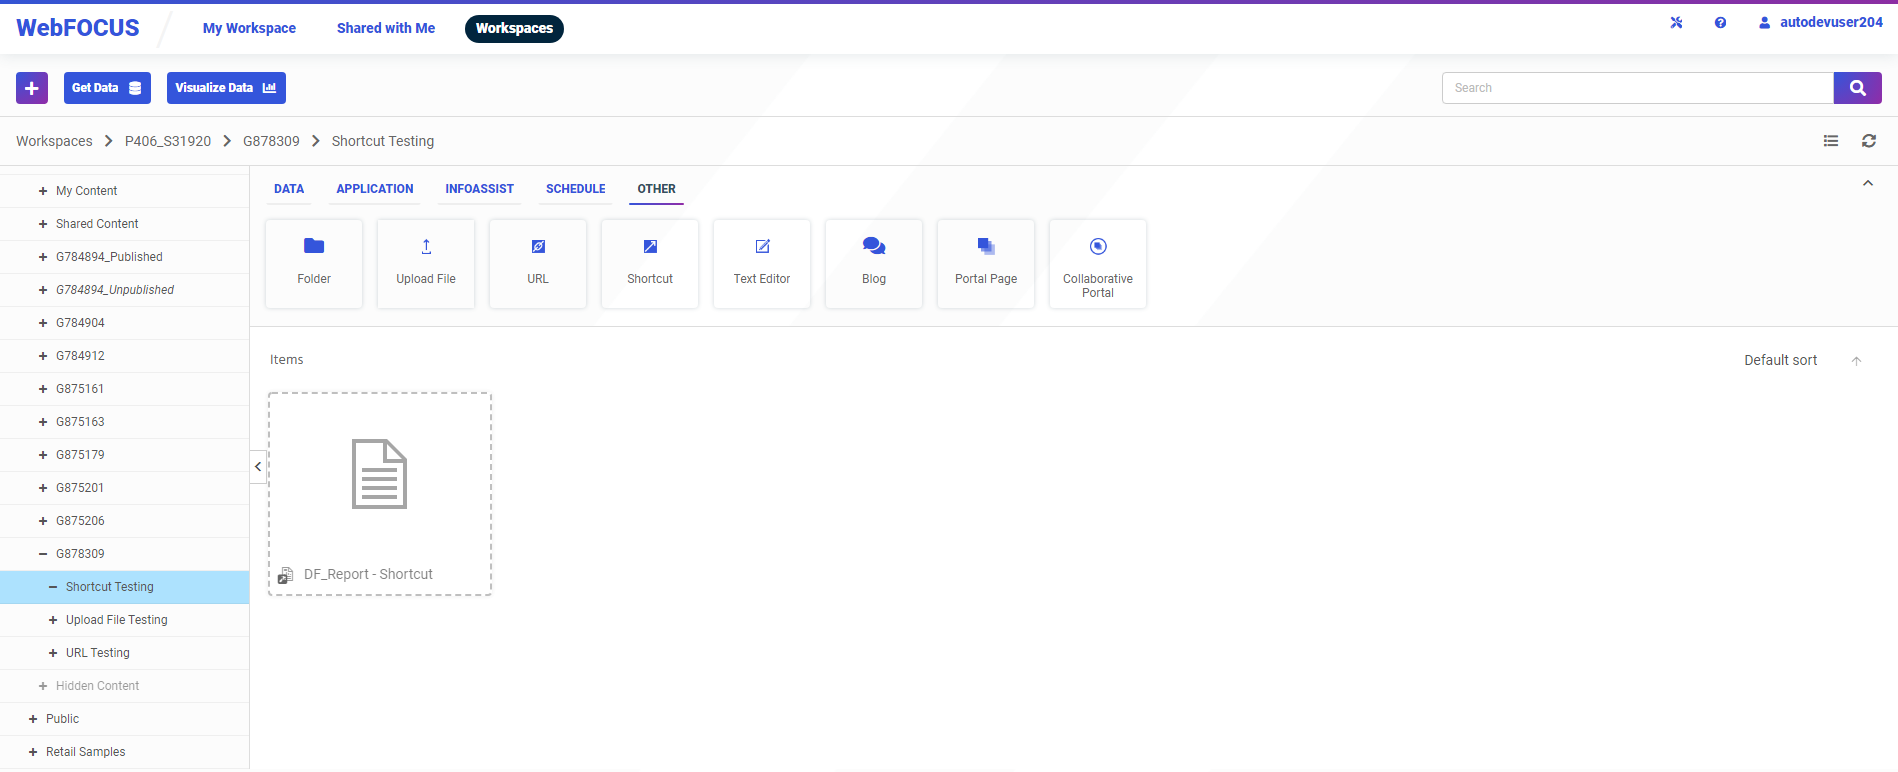 WebFOCUS
My Workspace
Shared with Me
Workspaces
autodevuser204
Get Data
Visualize Data
Search
Workspaces
P406_S31920
G878309
Shortcut Testing
My Content
Shared Content
G784894_Published
G784894_Unpublished
G784904
G784912
G875161
G875163
G875179
G875201
G875206
G878309
Shortcut Testing
Upload File Testing
URL Testing
Hidden Content
Public
Retail Samples
DATA
APPLICATION
INFOASSIST
SCHEDULE
OTHER
Folder
Upload File
URL
Shortcut
Text Editor
Blog
Portal Page
Collaborative
Portal
Items
Default sort
DF_Report - Shortcut